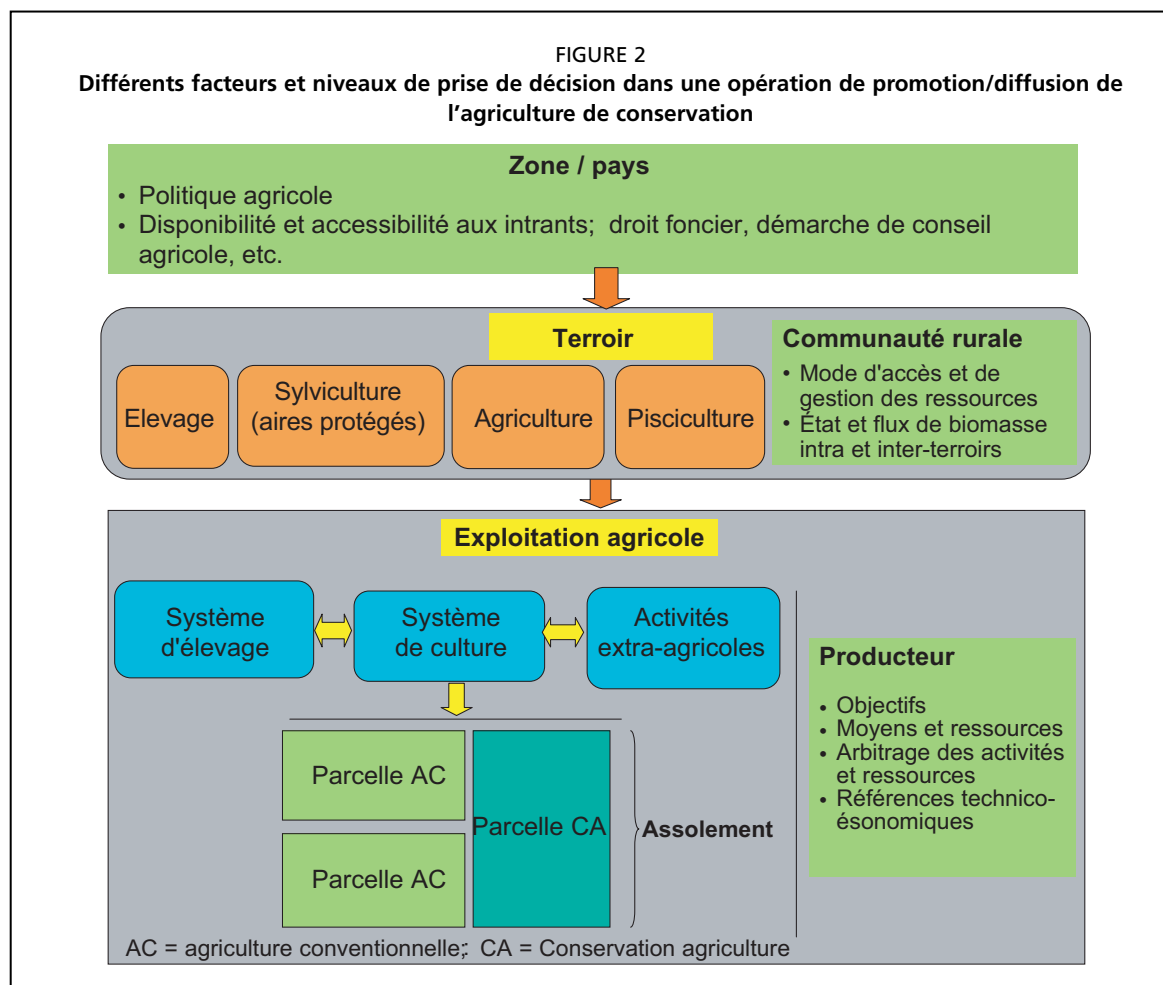 FIGURE 2
Différents facteurs et niveaux de prise de décision dans une opération de promotion/diffusion de
l'agriculture de conservation
Zone / pays
• Politique agricole
• Disponibilité et accessibilité aux intrants; droit foncier, démarche de conseil
agricole, etc.
Terroir
Elevage
Sylviculture
(aires protégés)
Agriculture
Pisciculture
Communauté rurale
• Mode d'accès et de
gestion des ressources
• État et flux de biomasse
intra et inter-terroirs
Exploitation agricole
Système
d'élevage
Système
de culture
Activités
extra-agricoles
Parcelle AC
Parcelle AC
Parcelle CA
Assolement
Producteur
• Objectifs
• Moyens et ressources
• Arbitrage des activités
et ressources
• Références technico-
ésonomiques
AC = agriculture conventionnelle;: CA = Conservation agriculture